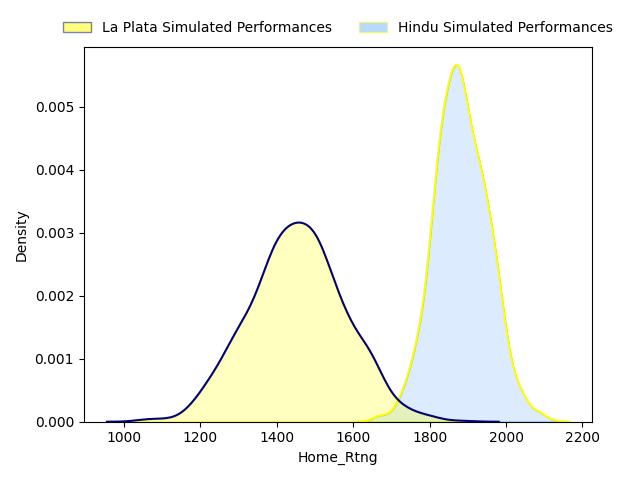 La Plata Simulated Performances
Hindu Simulated Performances
0.005
0.004
0.003
0.002
0.001
0.000
Density
1000 1200 1400 1600 1800 2000 2200
Home_Rtng